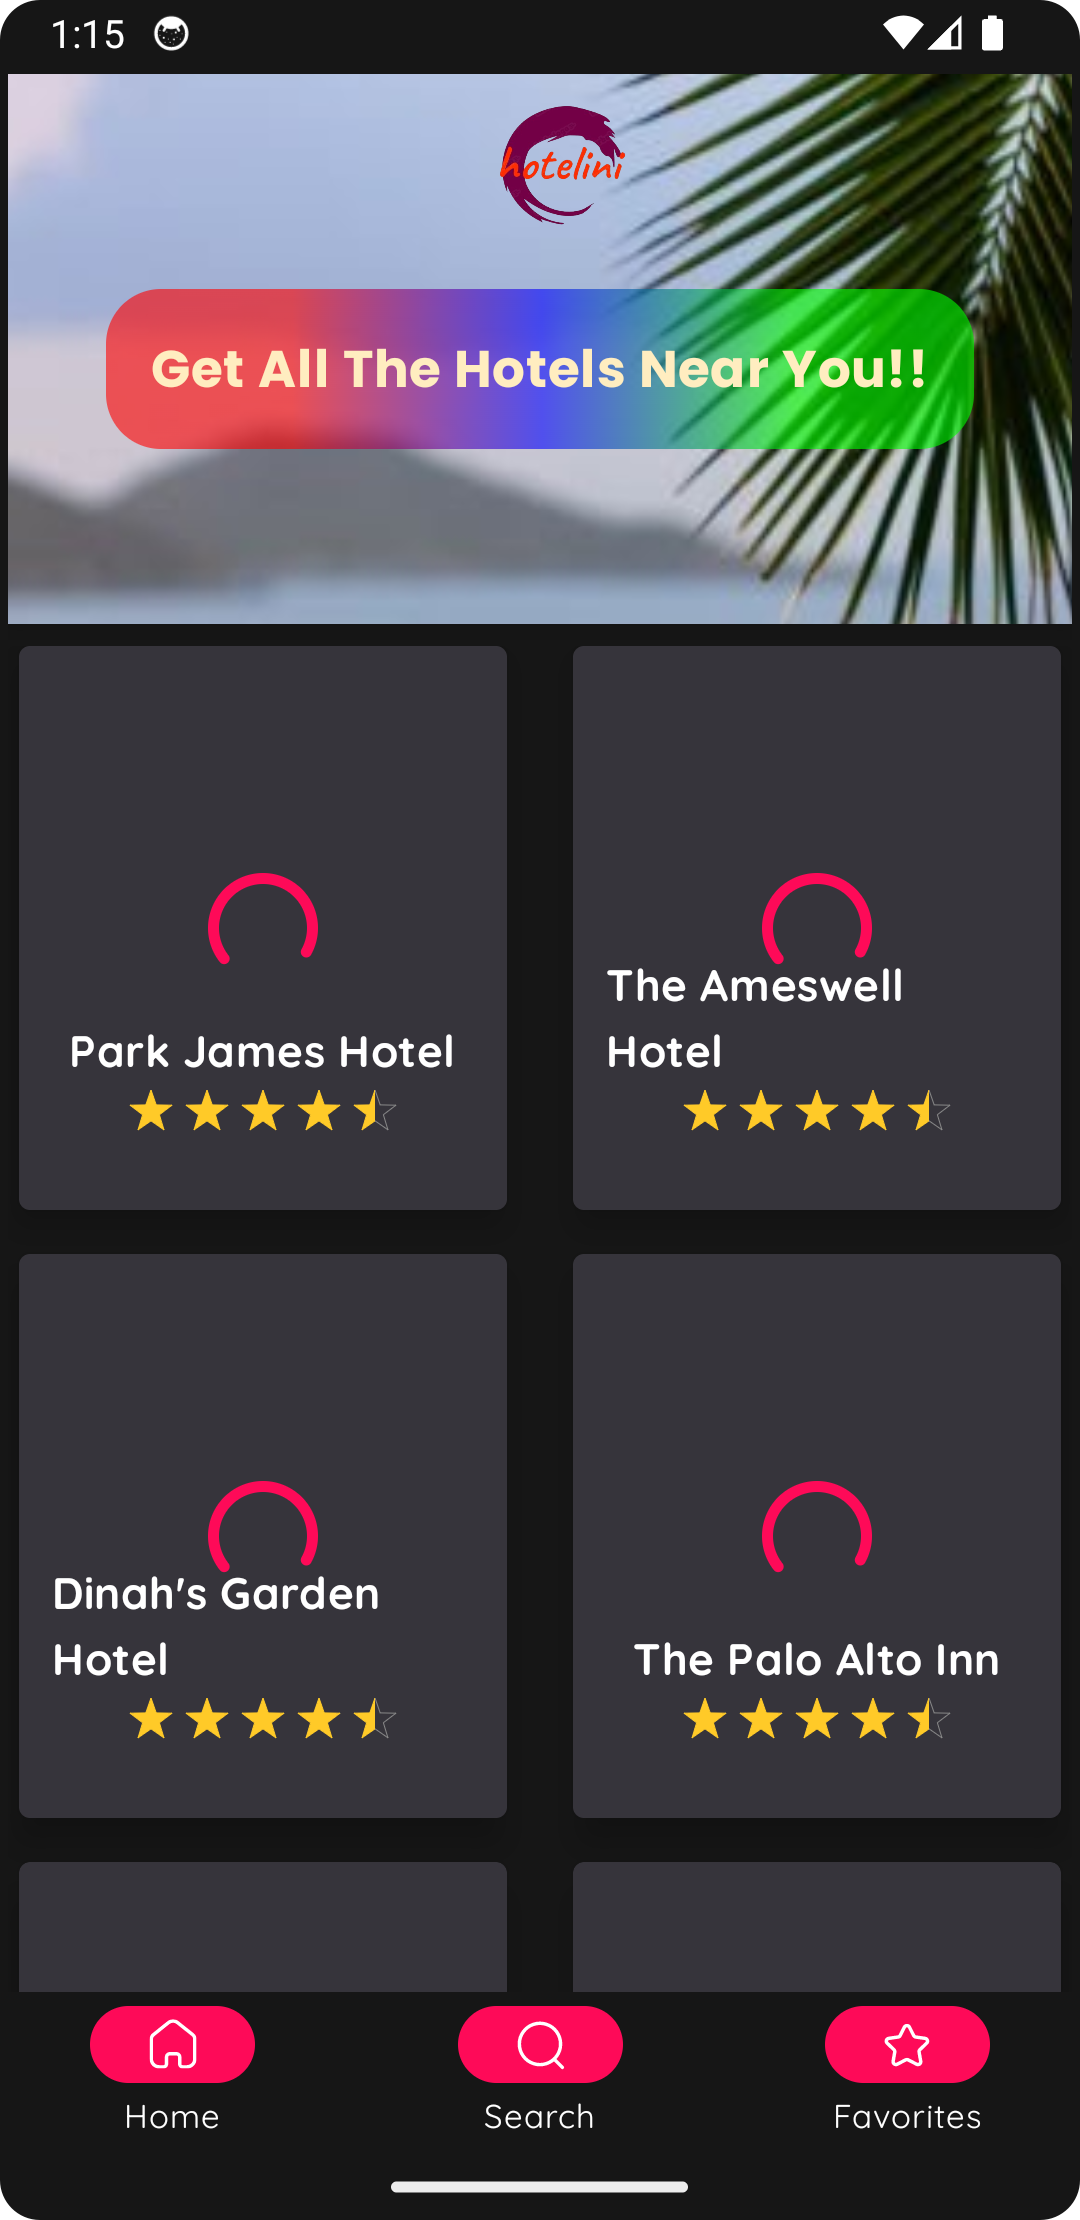 1:15
hotelini
Get All The Hotels Near You!!
Park James Hotel
The Ameswell
Hotel
Dinah's Garden
Hotel
The Palo Alto Inn
Home
Search
Favorites